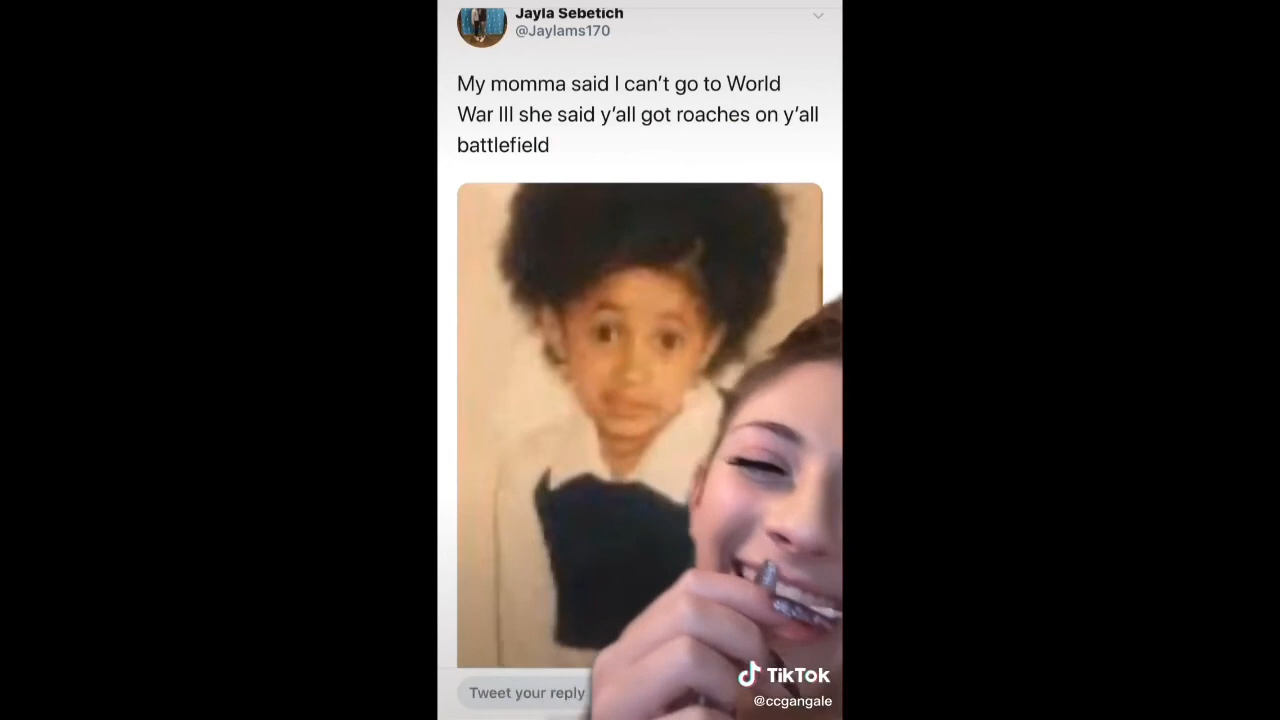 Jayla Sebetich
@Jaylams170
My momma said I can't go to World
War III she said y'all got roaches on y'all
battlefield
Tweet your reply
TikTok
@ccgangale